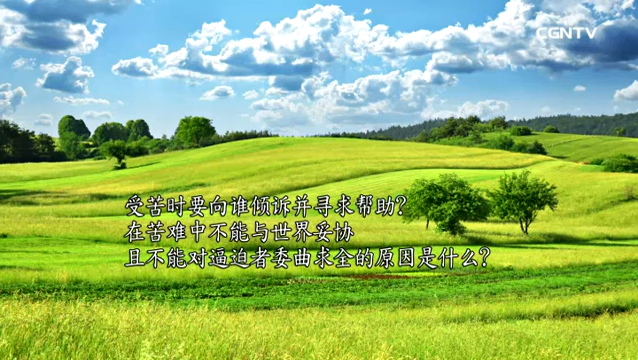 CGNTV
受苦时要向谁倾诉并寻求帮助?
在苦难中不能与世界妥协
且不能对逼迫者委曲求全的原因是什么?